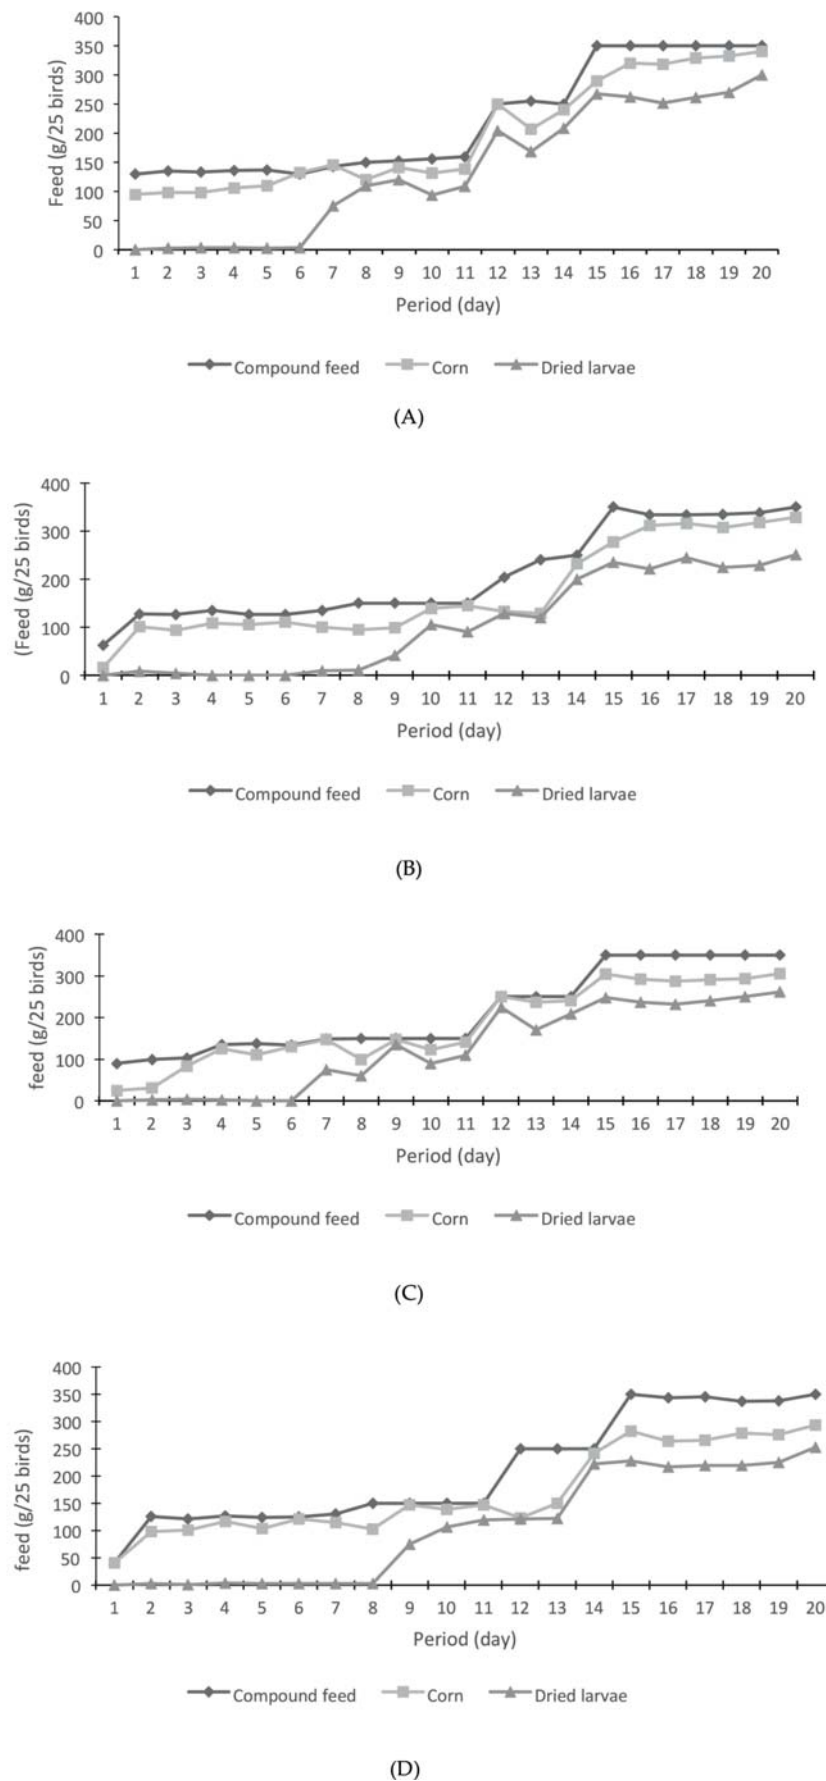 400
350
300
250
200
150
100
50
0
Feed (g/25 birds)
1 2 3 4 5 6 7 8 9 10 11 12 13 14 15 16 17 18 19 20
Period (day)
Compound feed Corn Dried larvae
(A)
400
300
200
100
0
(Feed (g/25 birds)
1 2 3 4 5 6 7 8 9 10 11 12 13 14 15 16 17 18 19 20
Period (day)
Compound feed Corn Dried larvae
(B)
400
300
200
100
0
feed (g/25 birds)
1 2 3 4 5 6 7 8 9 10 11 12 13 14 15 16 17 18 19 20
Period (day)
Compound feed Corn Dried larvae
(C)
400
350
300
250
200
150
100
50
0
feed (g/25 birds)
1 2 3 4 5 6 7 8 9 10 11 12 13 14 15 16 17 18 19 20
Period (day)
Compound feed Corn Dried larvae
(D)